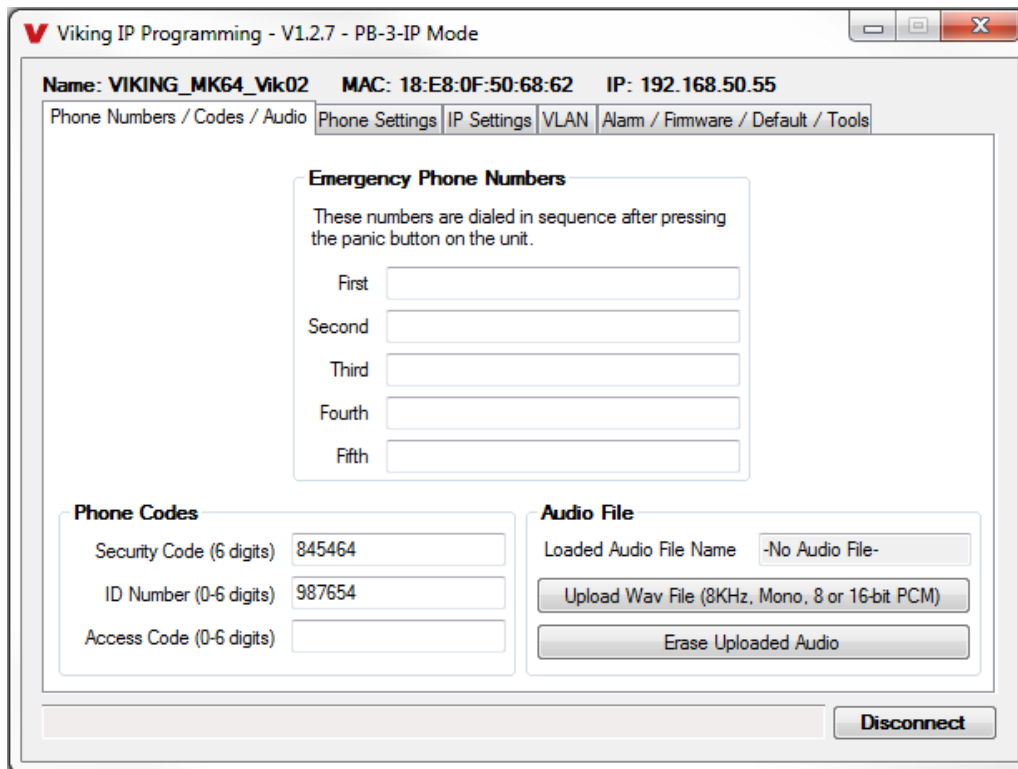 Viking IP Programming - V1.2.7 - PB-3-IP Mode
Name: VIKING_MK64_Vik02 MAC: 18:E8:0F:50:68:62 IP: 192.168.50.55
Phone Numbers / Codes / Audio Phone Settings IP Settings VLAN Alarm / Firmware / Default / Tools
Emergency Phone Numbers
These numbers are dialed in sequence after pressing
the panic button on the unit.
First
Second
Third
Fourth
Fifth
Phone Codes
Security Code (6 digits) 845464
ID Number (0-6 digits) 987654
Access Code (0-6 digits)
Audio File
Loaded Audio File Name -No Audio File-
Upload Wav File (8KHz, Mono, 8 or 16-bit PCM)
Erase Uploaded Audio
Disconnect